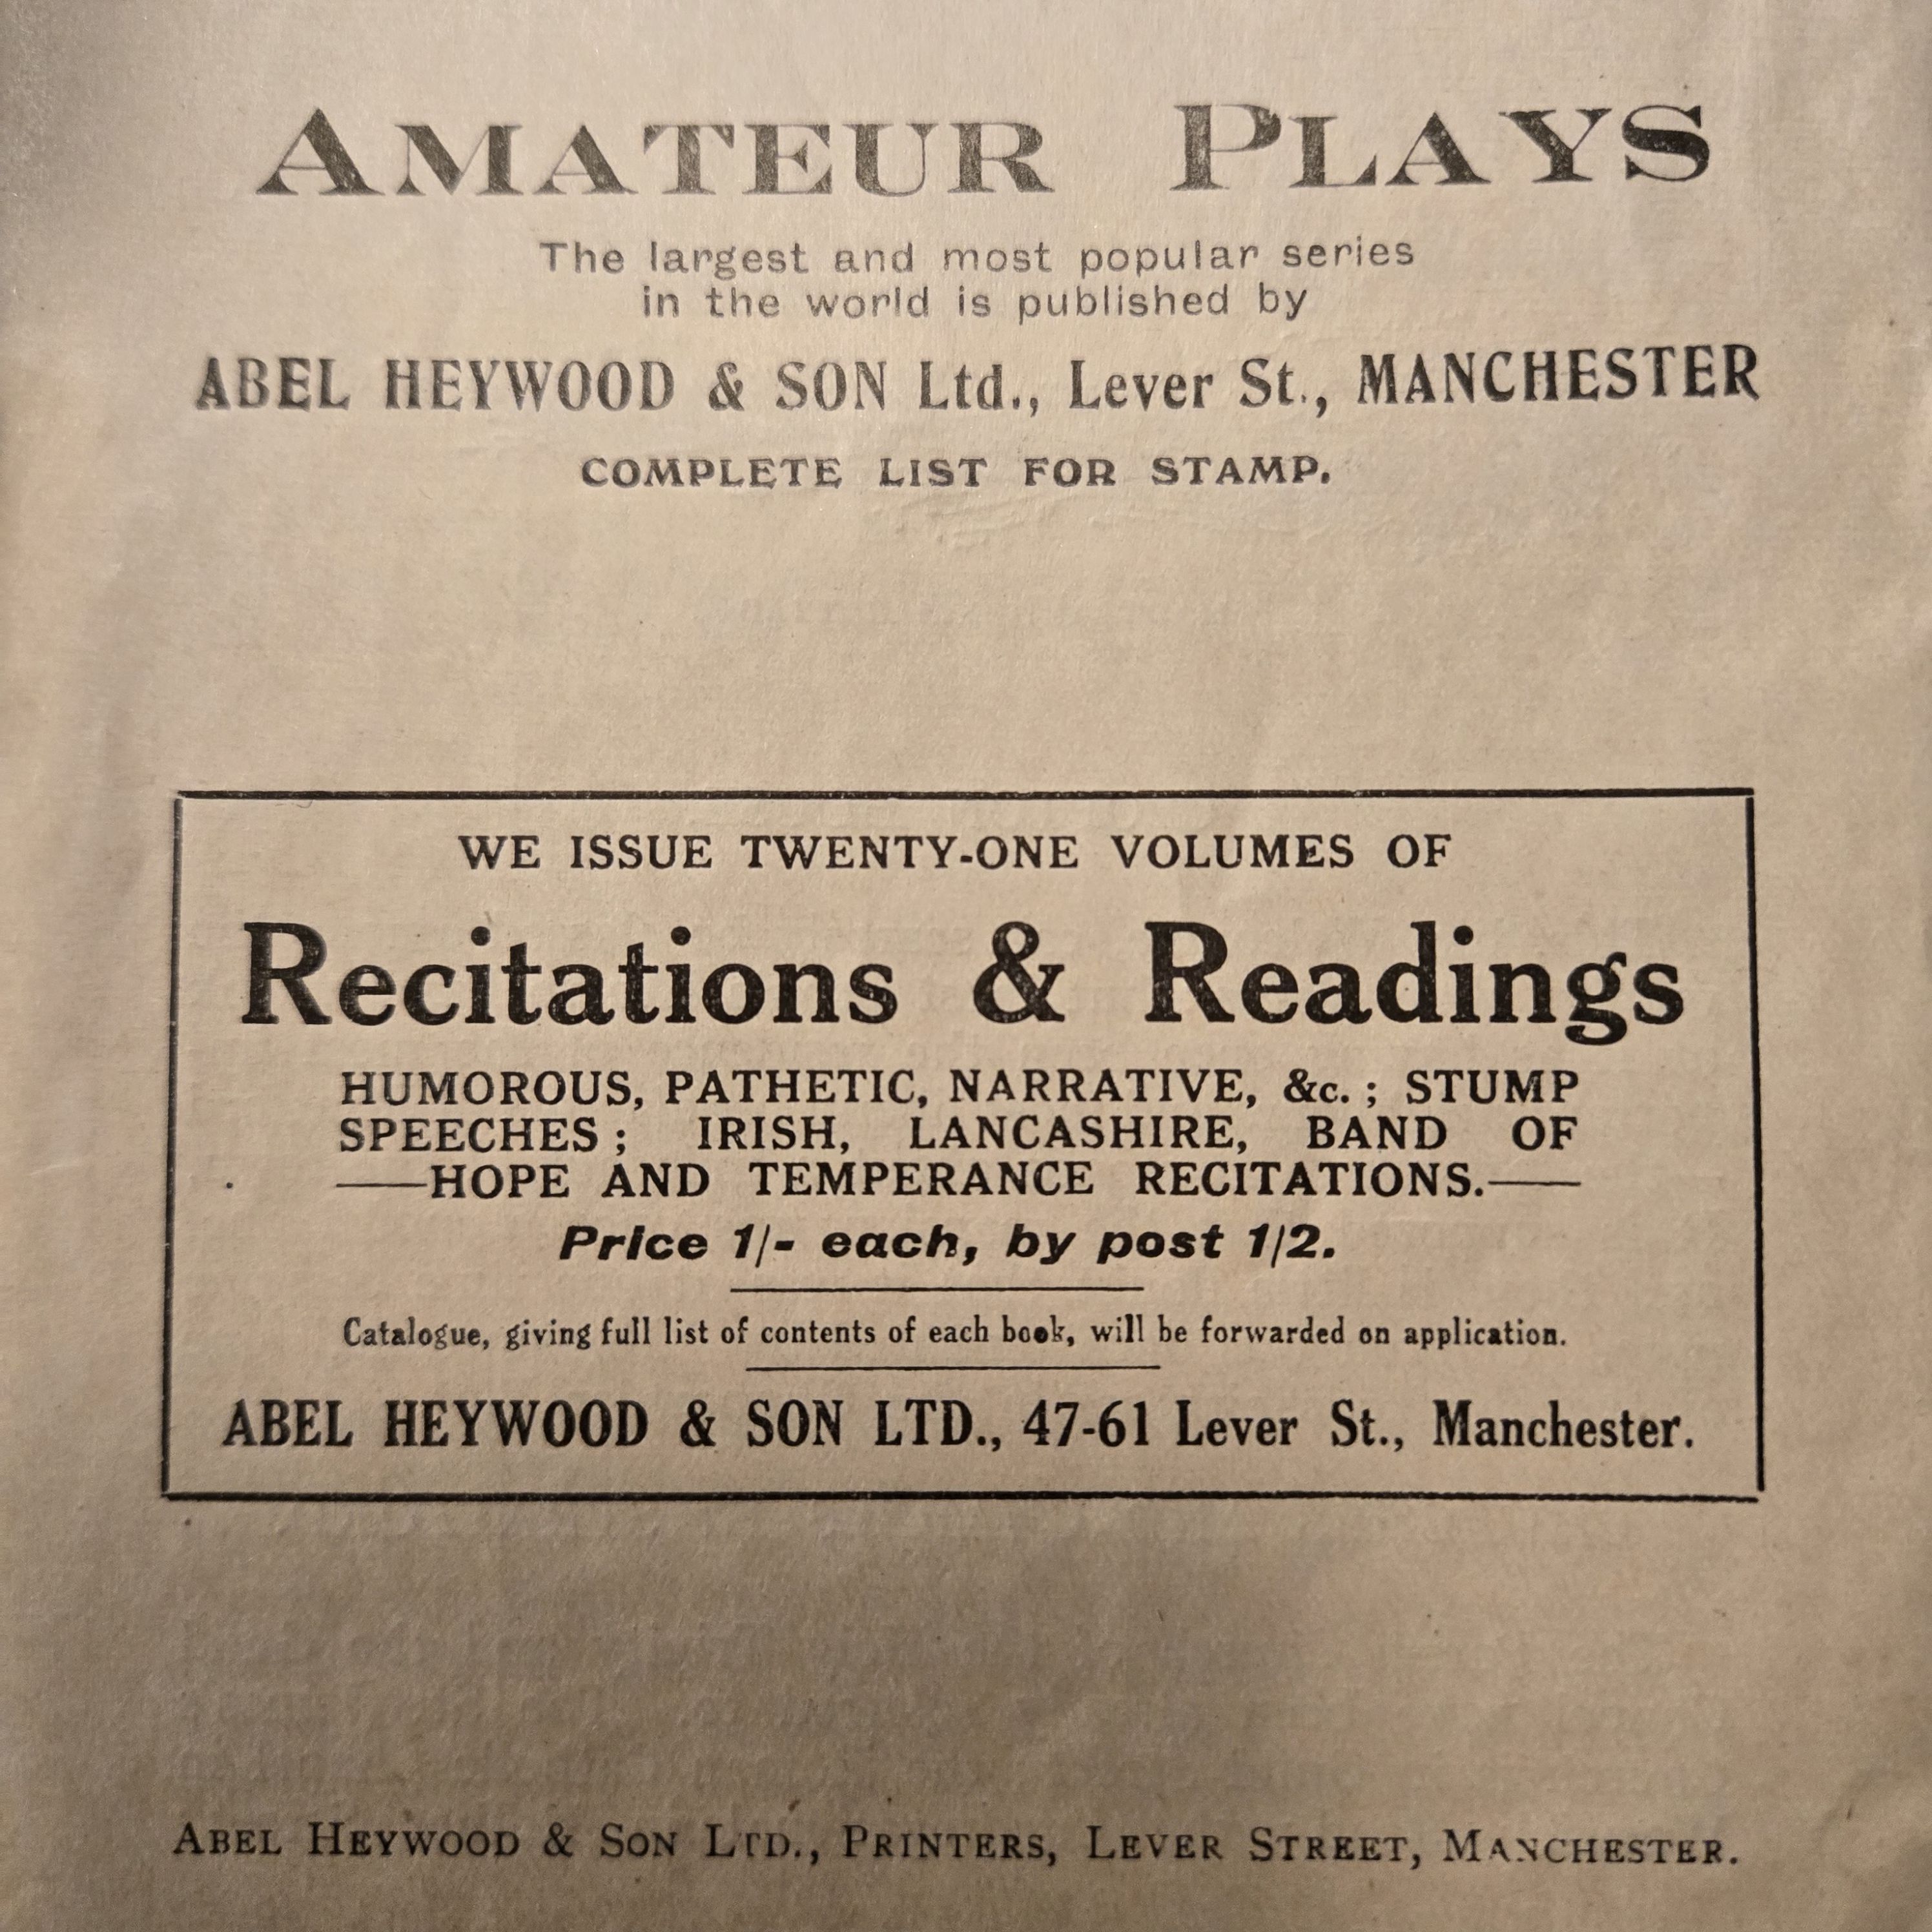 AMATEUR PLAYS
The largest and most popular series
in the world is published by
ABEL HEYWOOD & SON Ltd., Lever St., MANCHESTER
COMPLETE LIST FOR STAMP.
WE ISSUE TWENTY-ONE VOLUMES OF
Recitations & Readings
HUMOROUS, PATHETIC, NARRATIVE, &c. ; STUMP
SPEECHES ; IRISH, LANCASHIRE, BAND OF
——HOPE AND TEMPERANCE RECITATIONS.——
Price 1/- each, by post 1/2.
Catalogue, giving full list of contents of each book, will be forwarded on application.
ABEL HEYWOOD & SON LTD., 47-61 Lever St., Manchester.
ABEL HEYWOOD & SON LTD., PRINTERS, LEVER STREET, MANCHESTER.